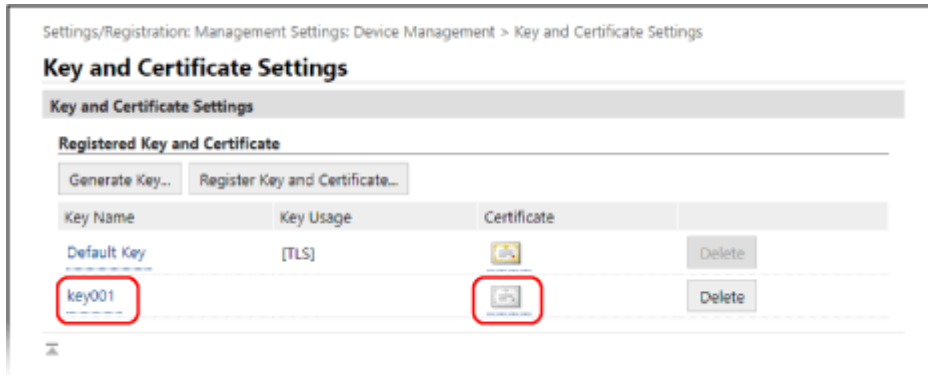 Settings/Registration: Management Settings: Device Management > Key and Certificate Settings
Key and Certificate Settings
Key and Certificate Settings
Registered Key and Certificate
Generate Key... Register Key and Certificate...
Key Name Key Usage Certificate
Default Key [TLS] Delete
key001 Delete